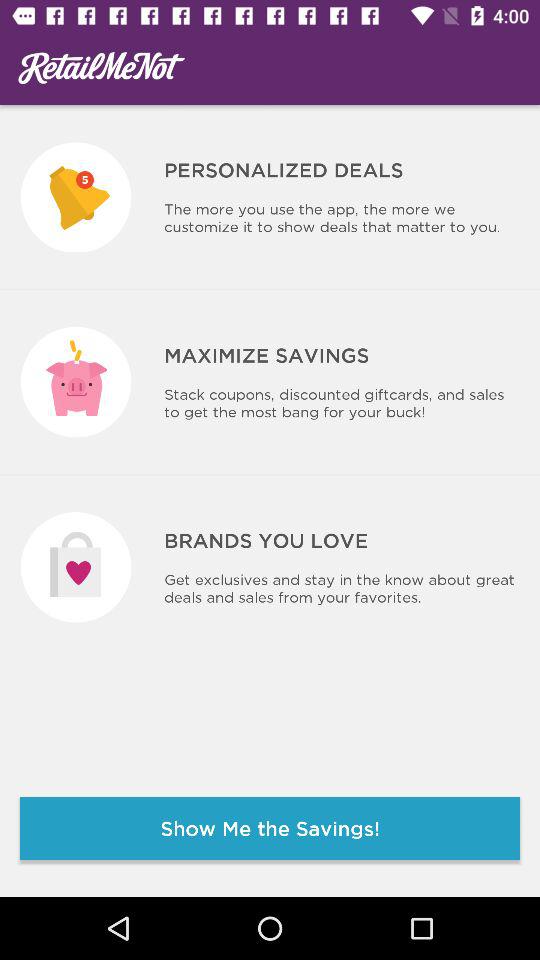 4:00
RetailMeNot
5
PERSONALIZED DEALS
The more you use the app, the more we
customize it to show deals that matter to you.
MAXIMIZE SAVINGS
Stack coupons, discounted giftcards, and sales
to get the most bang for your buck!
BRANDS YOU LOVE
Get exclusives and stay in the know about great
deals and sales from your favorites.
Show Me the Savings!